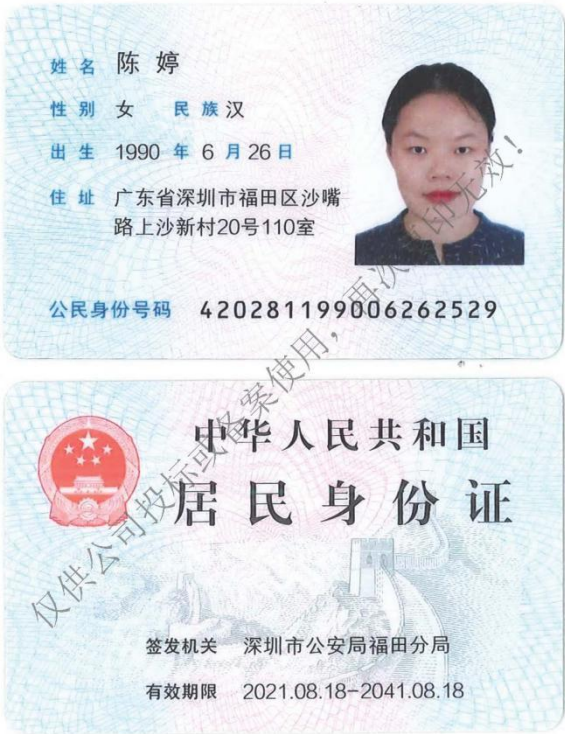 姓名 陈婷
性别 女 民族 汉
出生 1990 年 6 月 26 日
住址 广东省深圳市福田区沙嘴
路上沙新村20号110室
公民身份号码 420281199006262529
中华人民共和国
居民身份证
签发机关 深圳市公安局福田分局
有效期限 2021.08.18-2041.08.18
仅供公司投标或备案使用，再次印无效！